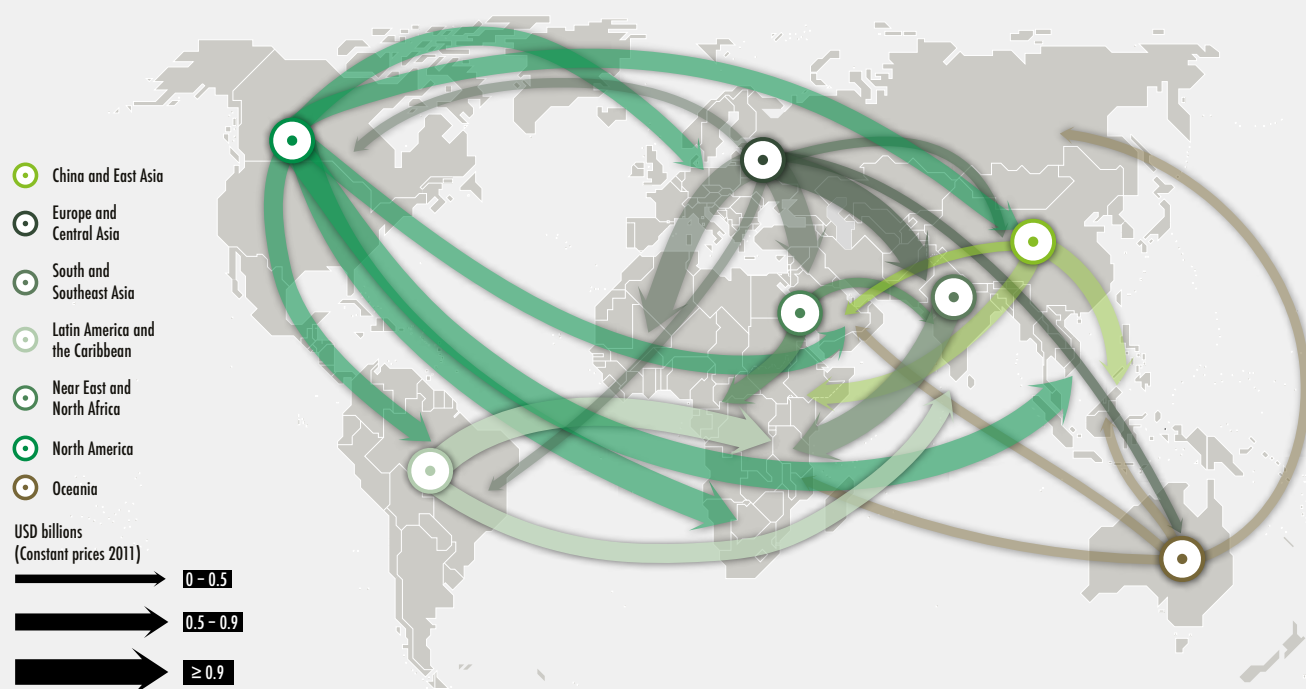 China and East Asia
Europe and
Central Asia
South and
Southeast Asia
Latin America and
the Caribbean
Near East and
North Africa
North America
Oceania
USD billions
(Constant prices 2011)
0 – 0.5
0.5 – 0.9
≥ 0.9